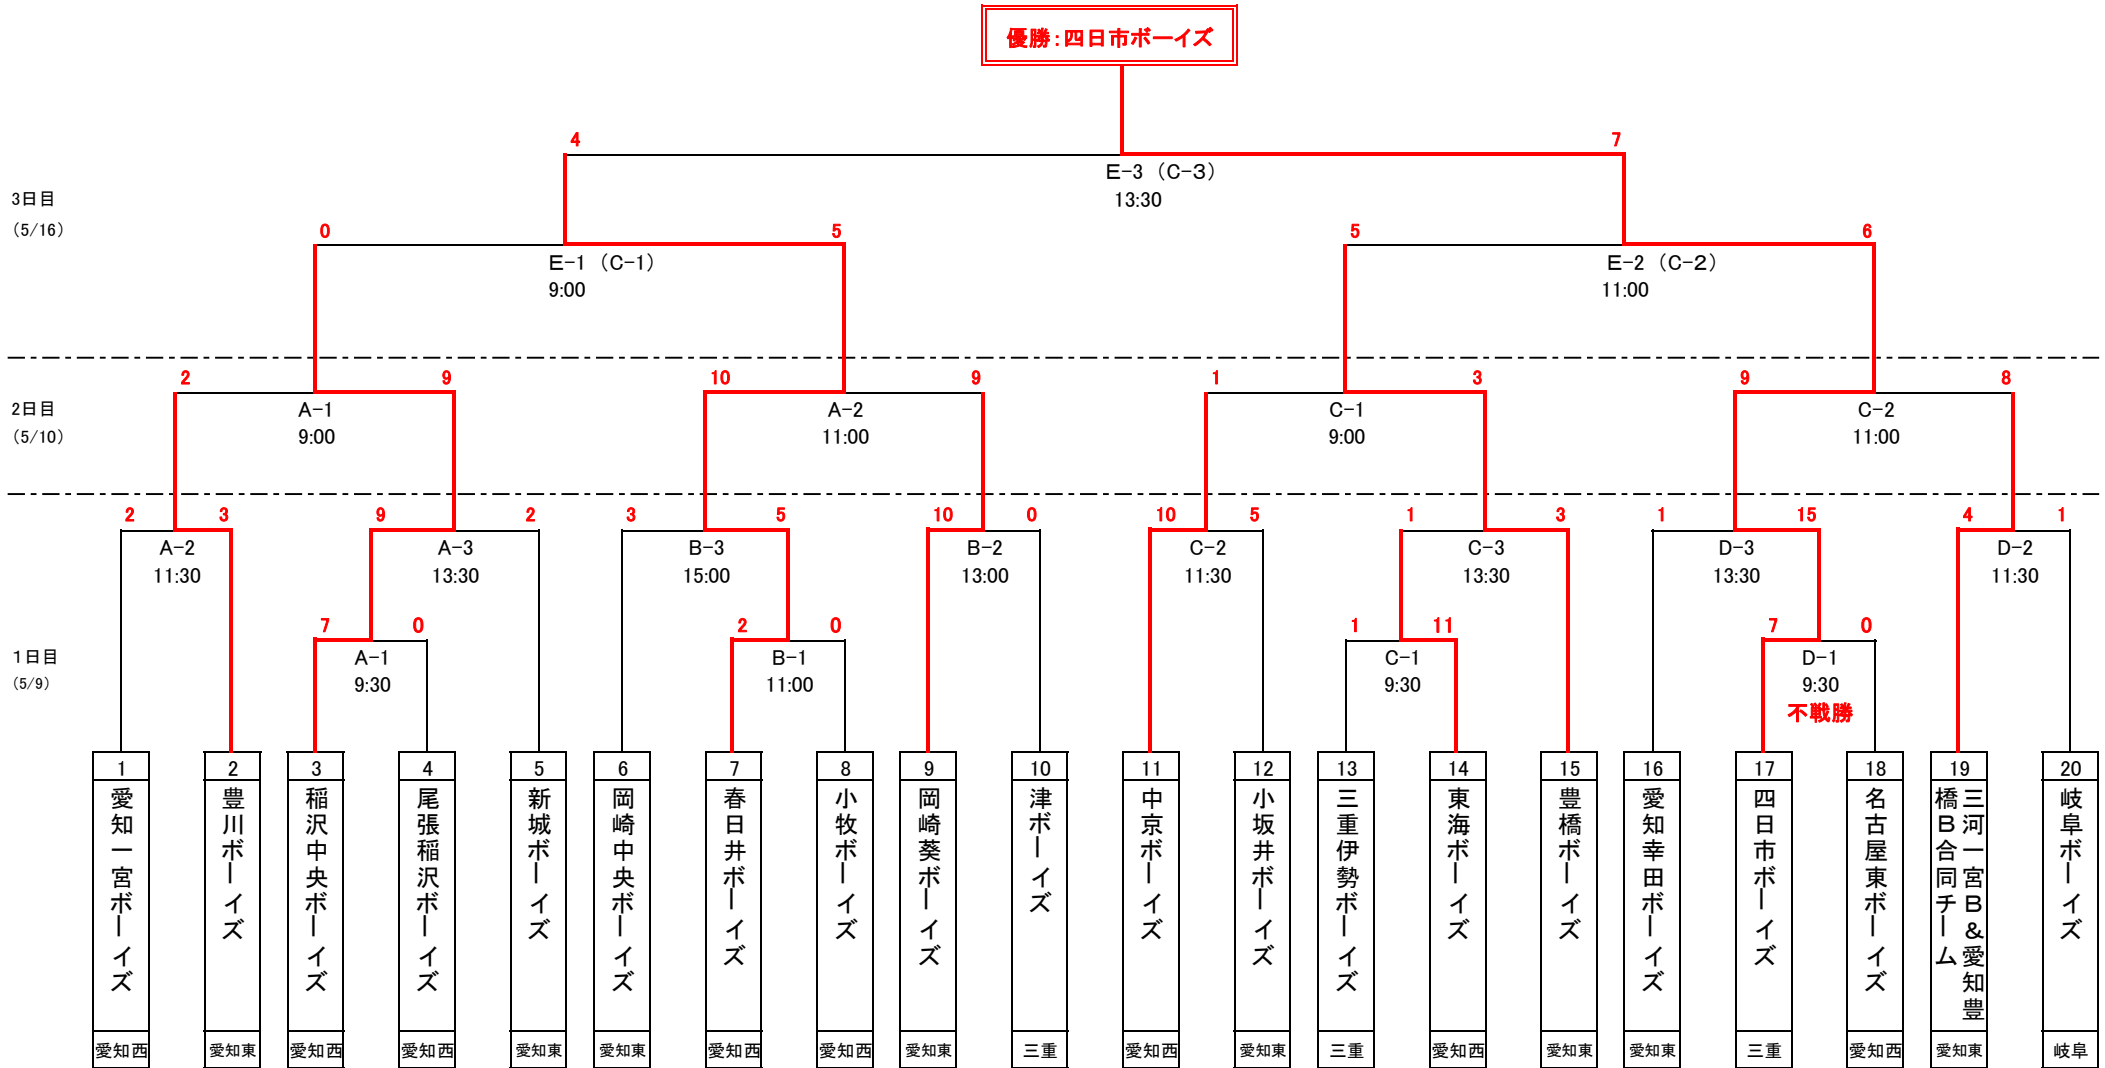 優勝：四日市ボーイズ
4 7
E-3（C-3）
13:30
3日目
（5/16）
0 5 5 6
E-1（C-1） E-2（C-2）
9:00 11:00
2 9 10 9 1 3 9 8
2日目
（5/10）
A-1 A-2 C-1 C-2
9:00 11:00 9:00 11:00
2 3 9 2 3 5 10 0 10 5 1 3 1 15 4 1
A-2 A-3 B-3 B-2 C-2 C-3 D-3 D-2
11:30 13:30 15:00 13:00 11:30 13:30 13:30 11:30
7 0 2 0 1 11 7 0
1日目
（5/9）
A-1 B-1 C-1 D-1
9:30 11:00 9:30 9:30
不戦勝
1 2 3 4 5 6 7 8 9 10 11 12 13 14 15 16 17 18 19 20
愛知一宮ボーイズ
豊川ボーイズ
稲沢中央ボーイズ
尾張稲沢ボーイズ
新城ボーイズ
岡崎中央ボーイズ
春日井ボーイズ
小牧ボーイズ
岡崎葵ボーイズ
津ボーイズ
中京ボーイズ
小坂井ボーイズ
三重伊勢ボーイズ
東海ボーイズ
豊橋ボーイズ
愛知幸田ボーイズ
四日市ボーイズ
名古屋東ボーイズ
三河一宮B＆愛知豊
橋B合同チーム
岐阜ボーイズ
愛知西 愛知東 愛知西 愛知西 愛知東 愛知東 愛知西 愛知西 愛知東 三重 愛知西 愛知東 三重 愛知西 愛知東 愛知東 三重 愛知西 愛知東 岐阜